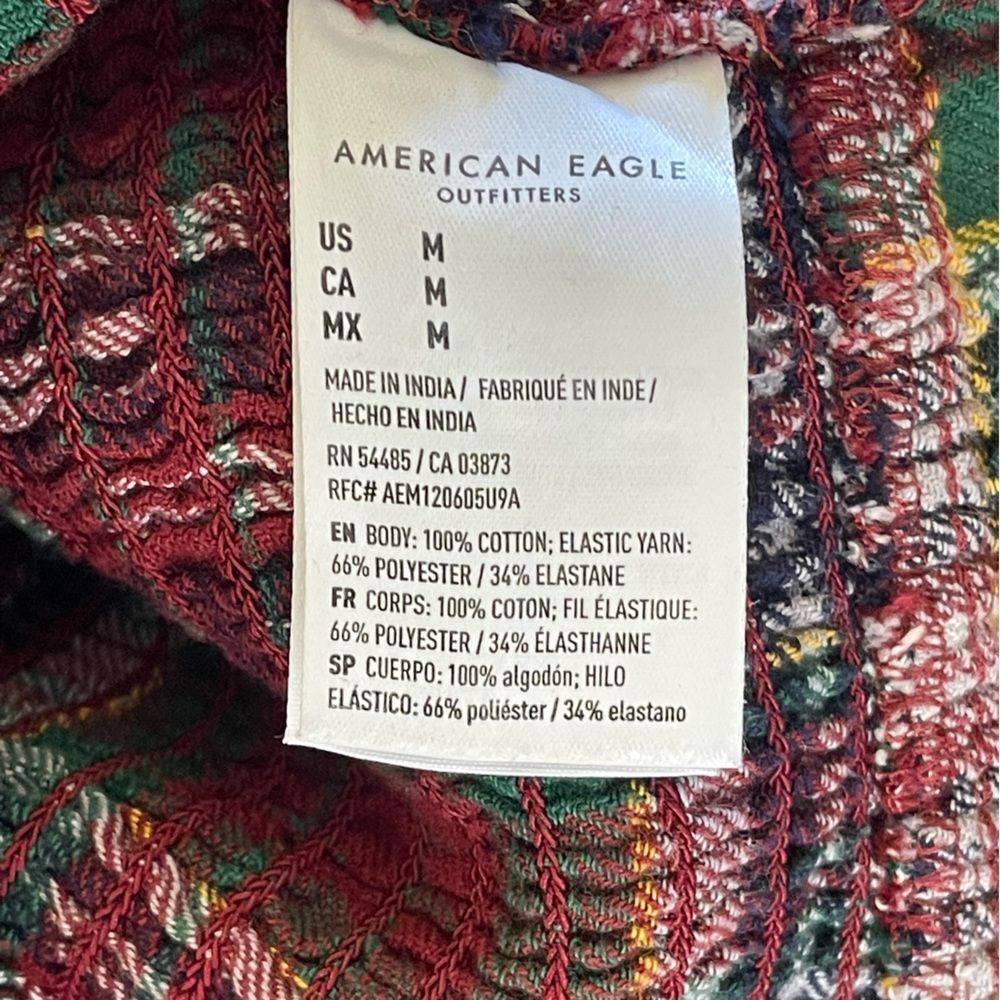 AMERICAN EAGLE
OUTFITTERS
US M
CA M
MX M
MADE IN INDIA / FABRIQUÉ EN INDE /
HECHO EN INDIA
RN 54485 / CA 03873
RFC# AEM120605U9A
EN BODY: 100% COTTON; ELASTIC YARN:
66% POLYESTER / 34% ELASTANE
FR CORPS: 100% COTON; FIL ÉLASTIQUE:
66% POLYESTER / 34% ÉLASTHANNE
SP CUERPO: 100% algodón; HILO
ELÁSTICO: 66% poliéster / 34% elastano